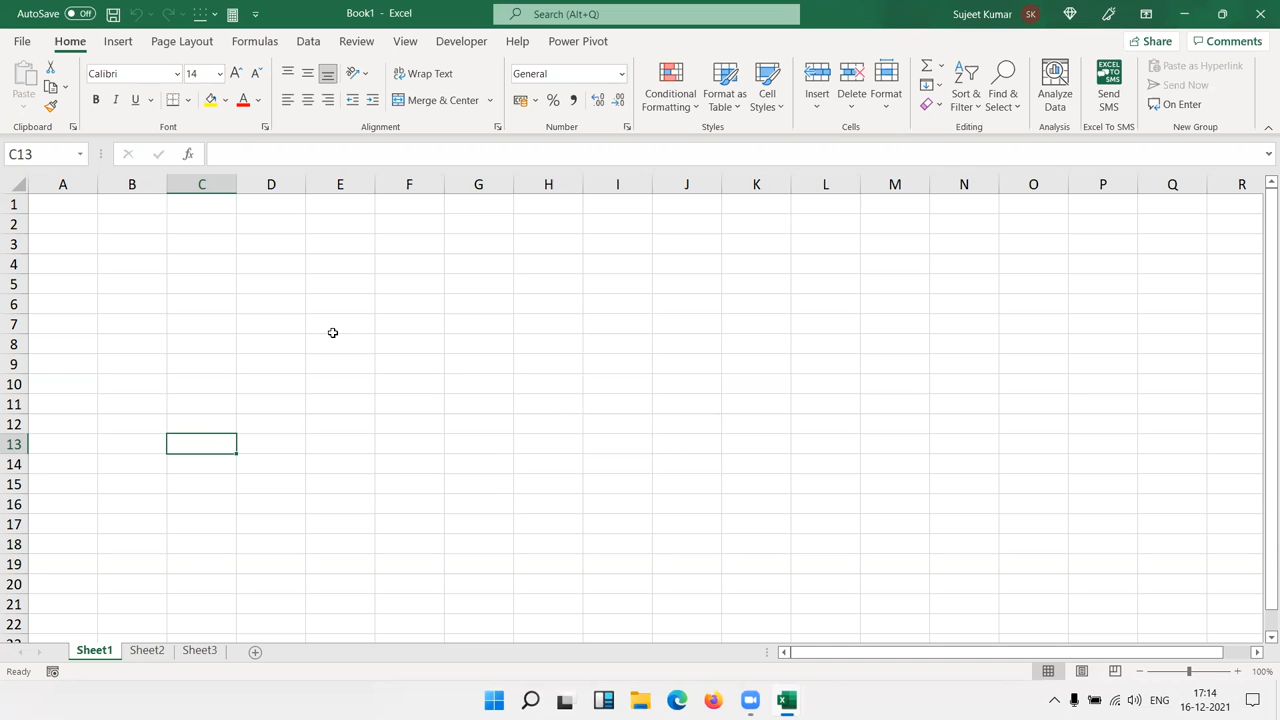 AutoSave Off Book1 - Excel Search (Alt+Q) Sujeet Kumar SK
File Home Insert Page Layout Formulas Data Review View Developer Help Power Pivot Share Comments
Paste Calibri 14 Wrap Text General Conditional Formatting Format as Table Cell Styles Insert Delete Format Sort & Filter Find & Select Analyze Data EXCEL TO SMS Send SMS Paste as Hyperlink
Send Now
B I U A Merge & Center % On Enter
Clipboard Font Alignment Number Styles Cells Editing Analysis Excel To SMS New Group
C13 fx
A B C D E F G H I J K L M N O P Q R
1
2
3
4
5
6
7
8
9
10
11
12
13
14
15
16
17
18
19
20
21
22
Sheet1 Sheet2 Sheet3
Ready 100%
ENG 17:14
16-12-2021